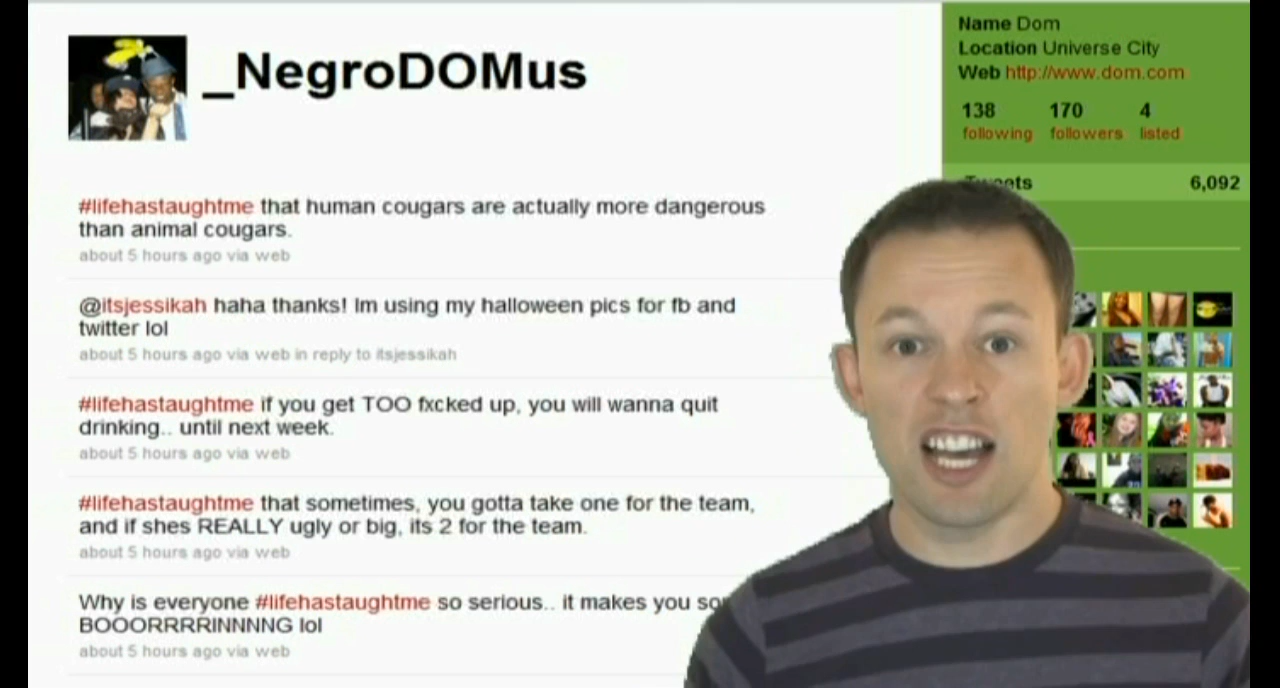 _NegroDOMus
#lifehastaughtme that human cougars are actually more dangerous
than animal cougars.
about 5 hours ago via web
@itsjessikah haha thanks! Im using my halloween pics for fb and
twitter lol
about 5 hours ago via web in reply to itsjessikah
#lifehastaughtme if you get TOO fxcked up, you will wanna quit
drinking.. until next week.
about 5 hours ago via web
#lifehastaughtme that sometimes, you gotta take one for the team,
and if shes REALLY ugly or big, its 2 for the team.
about 5 hours ago via web
Why is everyone #lifehastaughtme so serious.. it makes you
BOOORRRRINNNNG lol
about 5 hours ago via web
Name Dom
Location Universe City
Web http://www.dom.com
138 170 4
following followers listed
Tweets 6,092